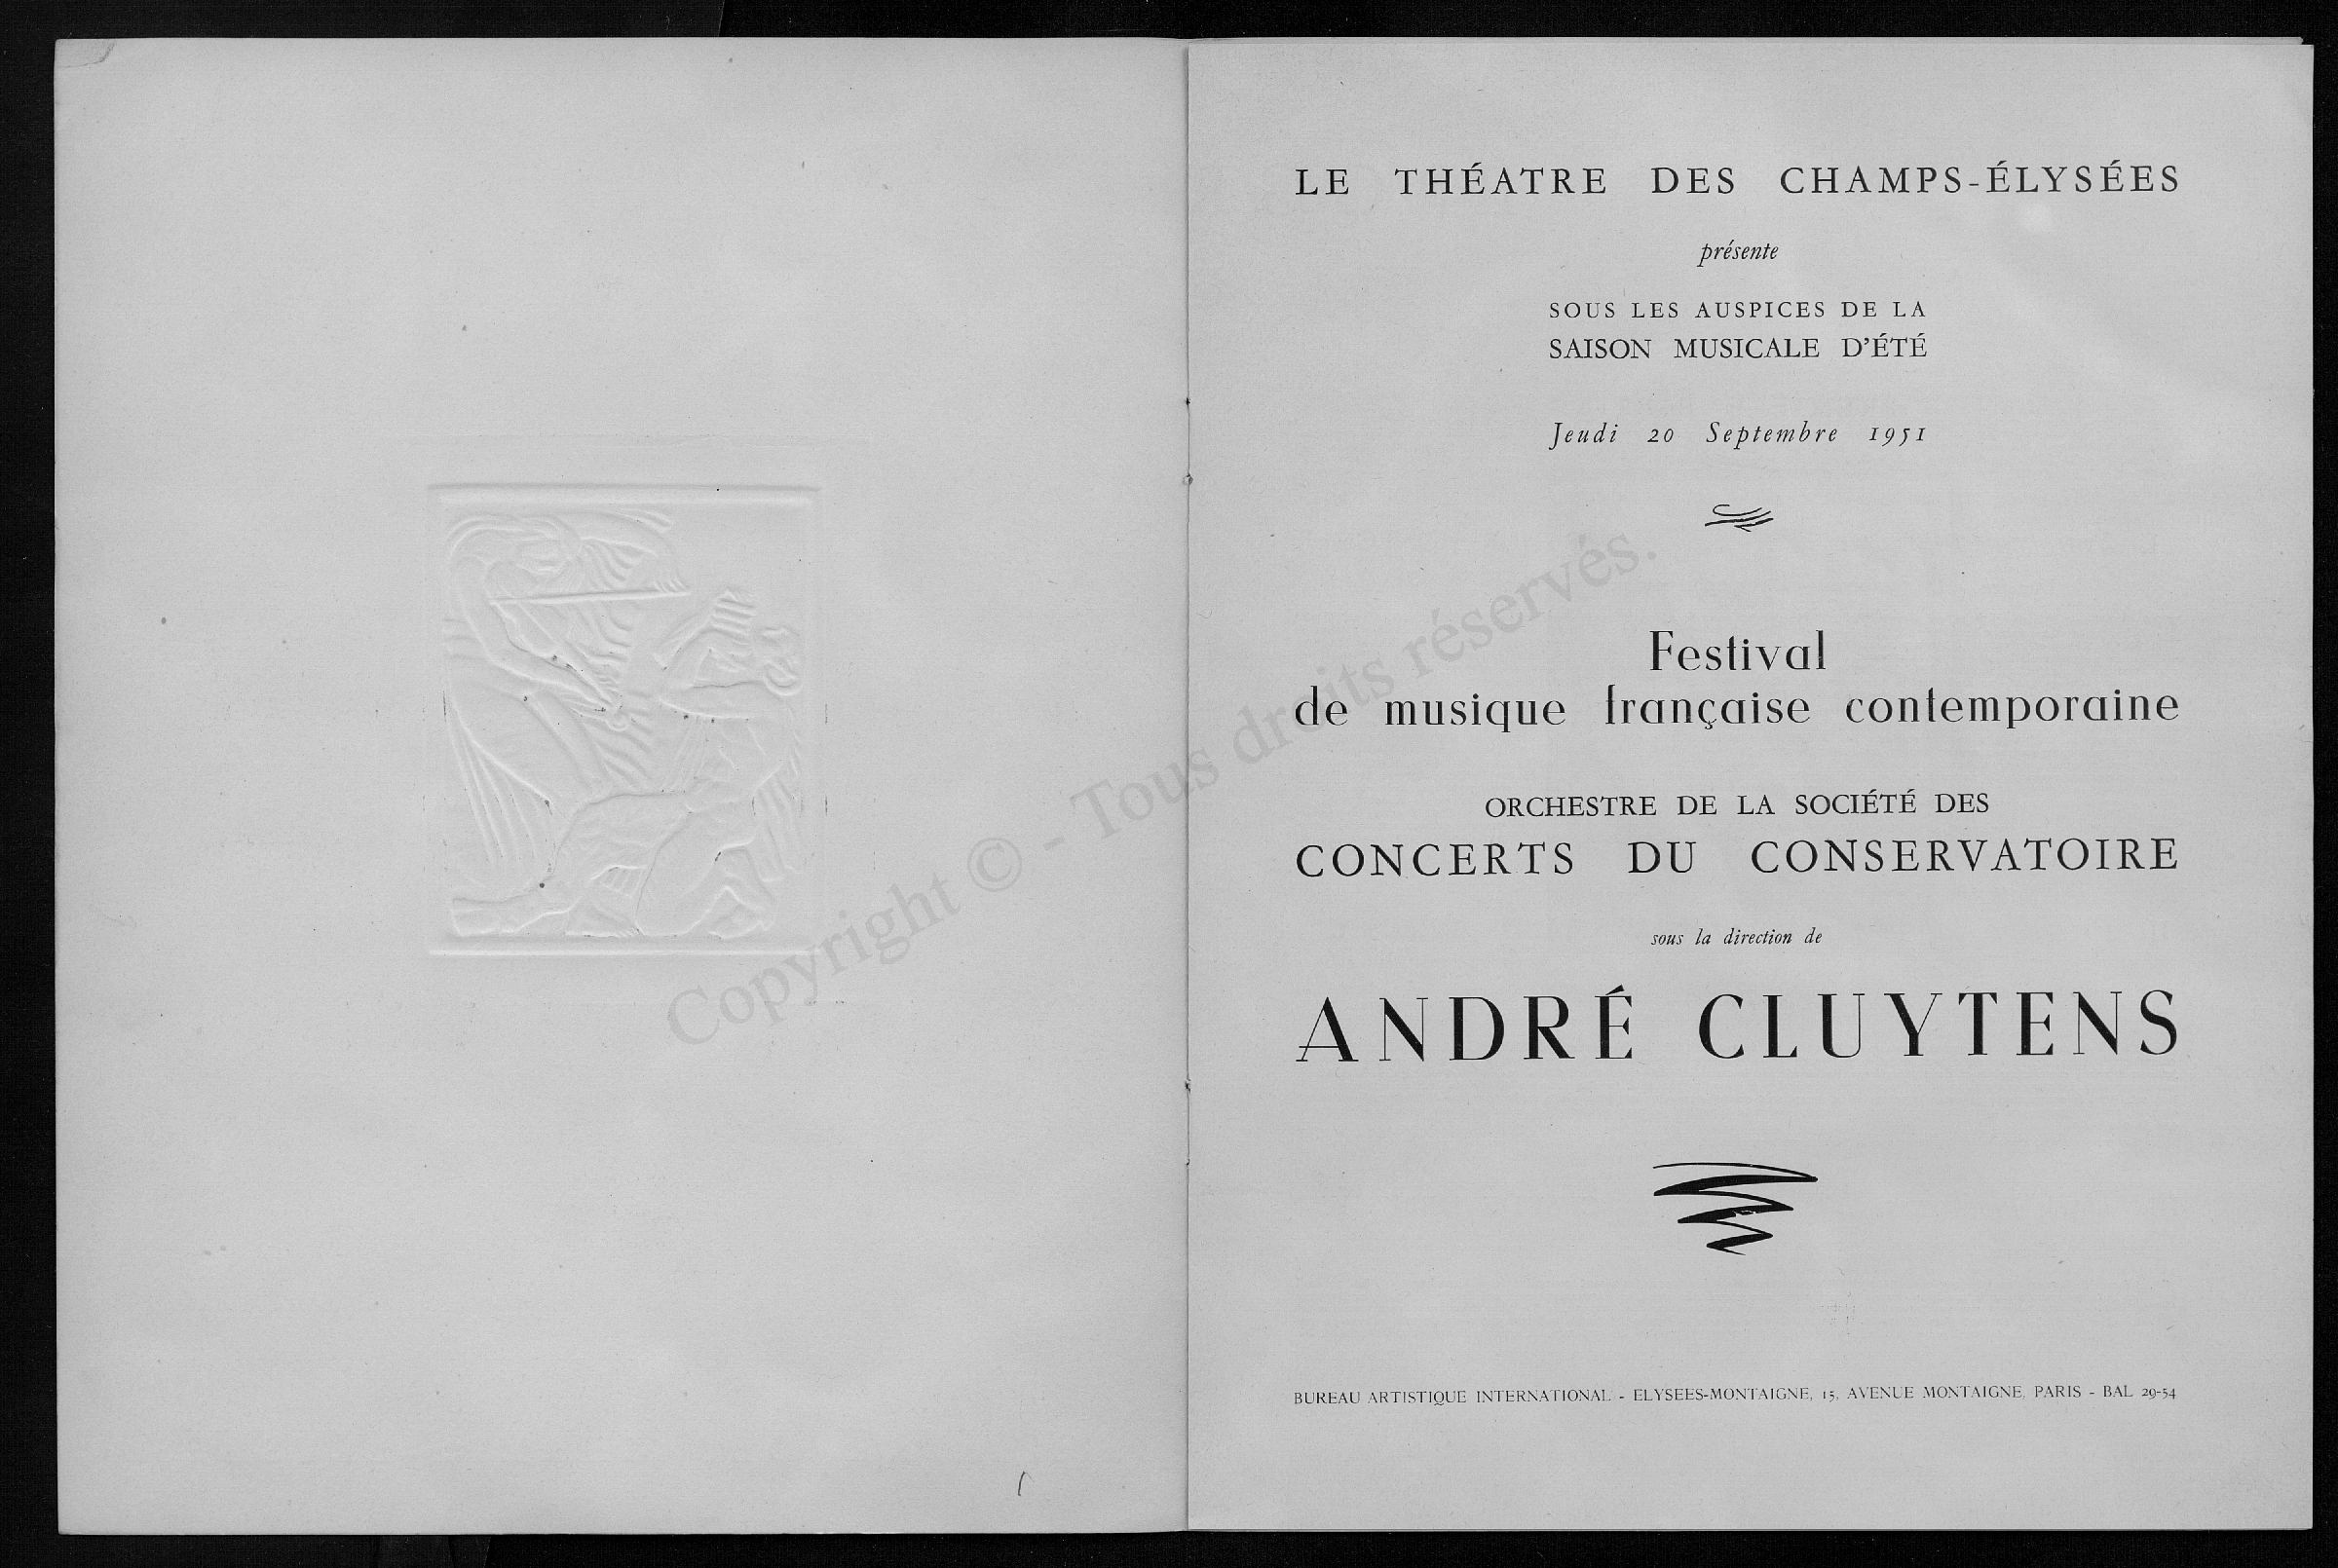 LE THÉATRE DES CHAMPS-ÉLYSÉES
présente
SOUS LES AUSPICES DE LA
SAISON MUSICALE D'ÉTÉ
Jeudi 20 Septembre 1951
Festival
de musique française contemporaine
ORCHESTRE DE LA SOCIÉTÉ DES
CONCERTS DU CONSERVATOIRE
sous la direction de
ANDRÉ CLUYTENS
BUREAU ARTISTIQUE INTERNATIONAL - ELYSEES-MONTAIGNE, 15, AVENUE MONTAIGNE, PARIS - BAL 29-54
Copyright © - Tous droits réservés.